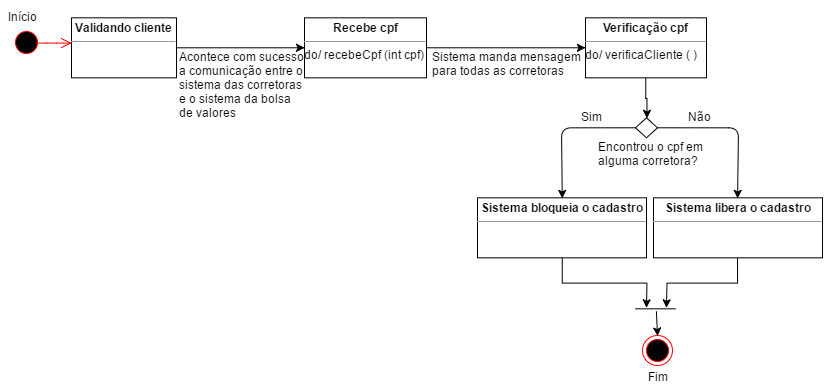 Início
Validando cliente
Acontece com sucesso
a comunicação entre o
sistema das corretoras
e o sistema da bolsa
de valores
Recebe cpf
do/ recebeCpf (int cpf)
Sistema manda mensagem
para todas as corretoras
Verificação cpf
do/ verificaCliente ( )
Sim
Não
Encontrou o cpf em
alguma corretora?
Sistema bloqueia o cadastro
Sistema libera o cadastro
Fim